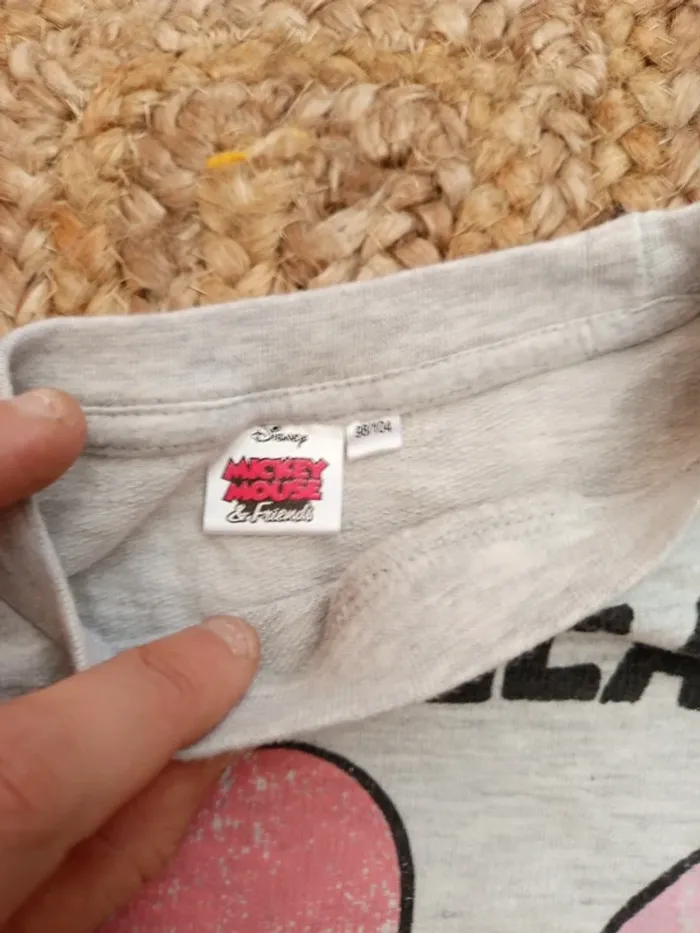 Disney
MICKEY
MOUSE
& Friends
98/104